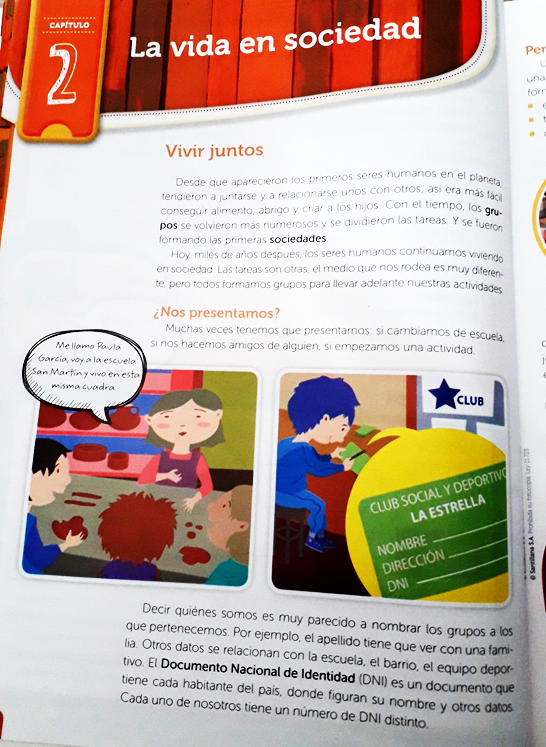 CAPÍTULO
2
La vida en sociedad
Vivir juntos
Desde que aparecieron los primeros seres humanos en el planeta,
tendieron a juntarse y a relacionarse unos con otros, así era más fácil
conseguir alimento, abrigo y criar a los hijos. Con el tiempo, los gru-
pos se volvieron más numerosos y se dividieron las tareas. Y se fueron
formando las primeras sociedades.
Hoy, miles de años después, los seres humanos continuamos viviendo
en sociedad. Las tareas son otras, el medio que nos rodea es muy diferen-
te, pero todos formamos grupos para llevar adelante nuestras actividades.
¿Nos presentamos?
Muchas veces tenemos que presentarnos: si cambiamos de escuela,
si nos hacemos amigos de alguien, si empezamos una actividad.
Me llamo Paula
García, voy a la escuela
San Martín y vivo en esta
misma cuadra.
CLUB
CLUB SOCIAL Y DEPORTIVO
LA ESTRELLA
NOMBRE
DIRECCIÓN
DNI
Decir quiénes somos es muy parecido a nombrar los grupos a los
que pertenecemos. Por ejemplo, el apellido tiene que ver con una fami-
lia. Otros datos se relacionan con la escuela, el barrio, el equipo depor-
tivo. El Documento Nacional de Identidad (DNI) es un documento que
tiene cada habitante del país, donde figuran su nombre y otros datos.
Cada uno de nosotros tiene un número de DNI distinto.
© Santillana S.A. Prohibida su fotocopia. Ley 11.723
Per
una
for